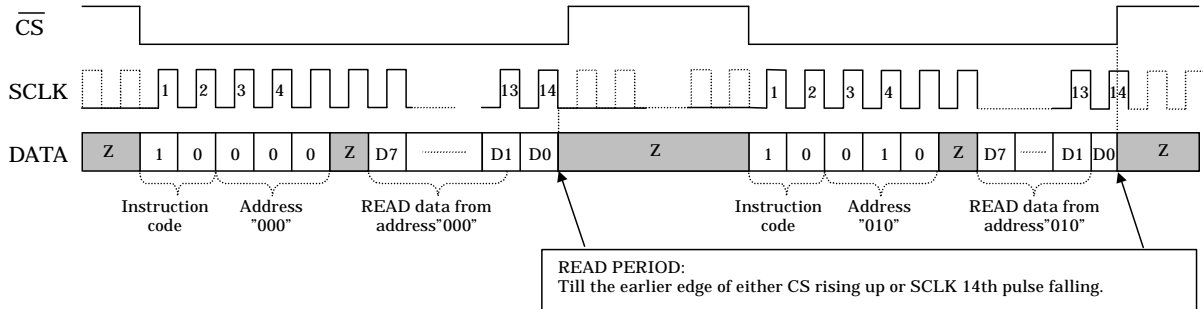 CS
SCLK
1 2 3 4 13 14 1 2 3 4 13 14
DATA
Z 1 0 0 0 0 Z D7 D1 D0 Z 1 0 0 1 0 Z D7 D1 D0 Z
Instruction code
Address "000"
READ data from address"000"
Instruction code
Address "010"
READ data from address"010"
READ PERIOD:
Till the earlier edge of either CS rising up or SCLK 14th pulse falling.